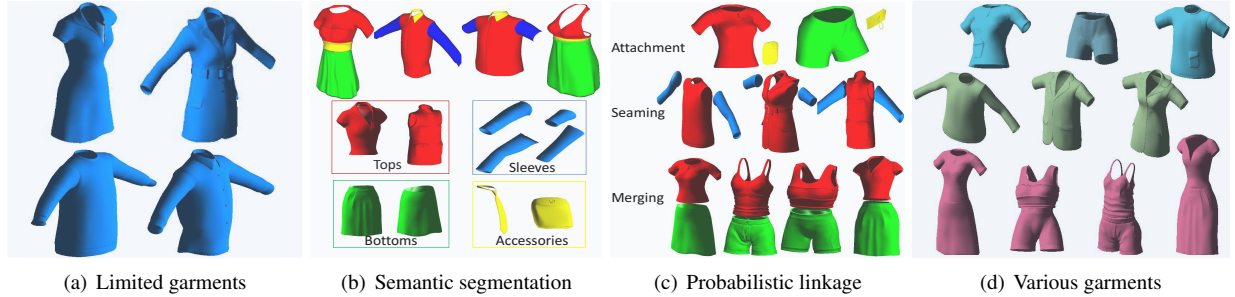 Tops
Sleeves
Bottoms
Accessories
Attachment
Seaming
Merging
(a) Limited garments
(b) Semantic segmentation
(c) Probabilistic linkage
(d) Various garments